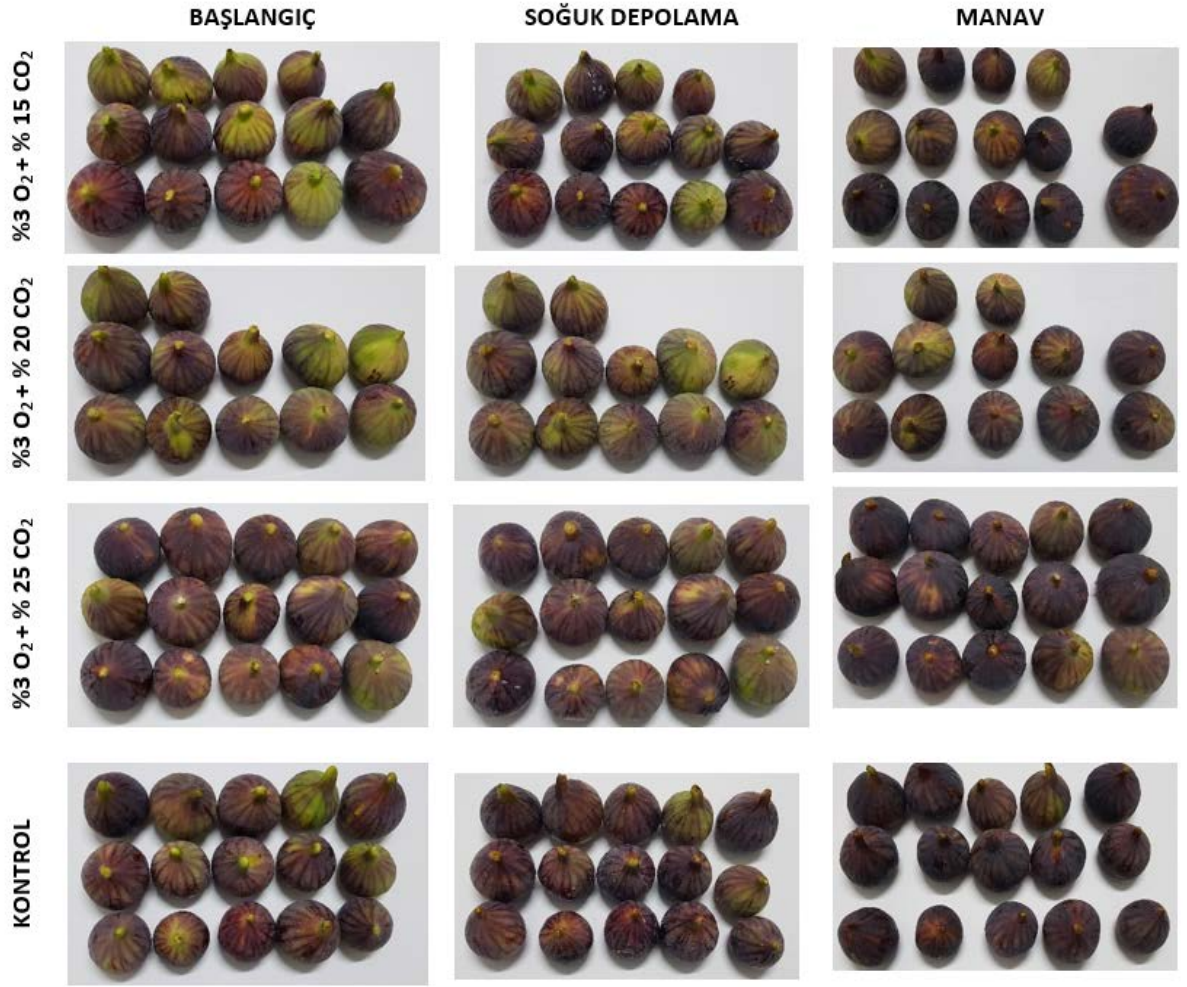 BAŞLANGIÇ
SOĞUK DEPOLAMA
MANAV
%3 O₂ + % 15 CO₂
%3 O₂ + % 20 CO₂
%3 O₂ + % 25 CO₂
KONTROL